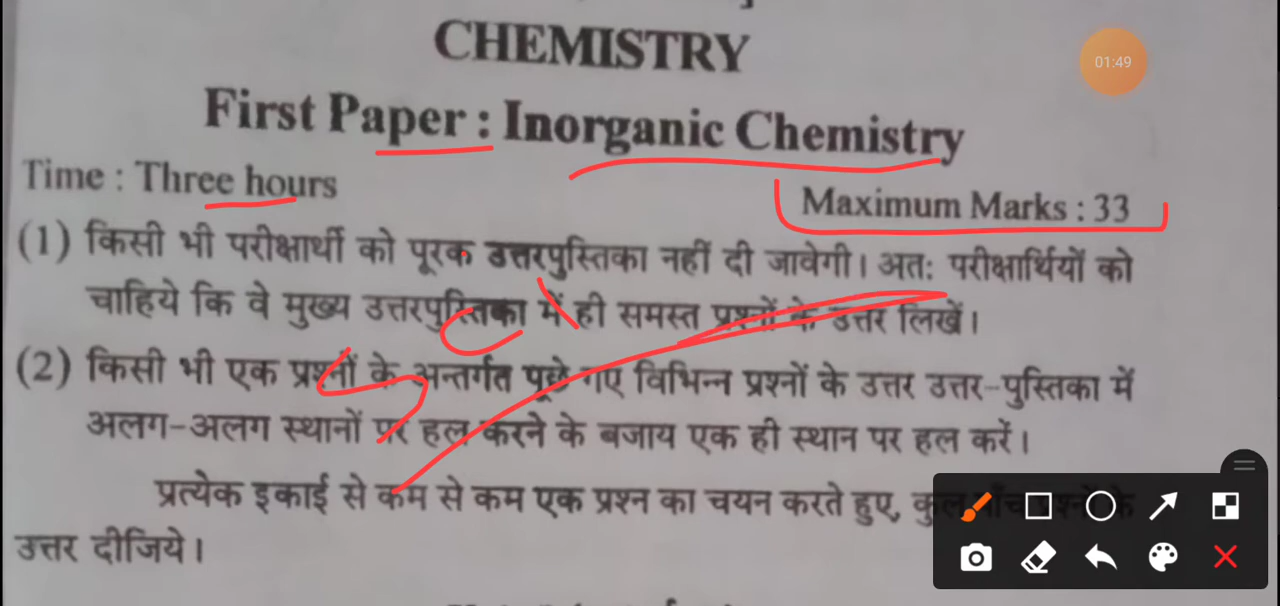 CHEMISTRY
First Paper : Inorganic Chemistry
01:49
Time : Three hours
Maximum Marks : 33
(1) किसी भी परीक्षार्थी को पूरक उत्तरपुस्तिका नहीं दी जावेगी। अतः परीक्षार्थियों को
चाहिये कि वे मुख्य उत्तरपुस्तिका में ही समस्त प्रश्नों के उत्तर लिखें।
(2) किसी भी एक प्रश्नों के अन्तर्गत पूछे गए विभिन्न प्रश्नों के उत्तर उत्तर-पुस्तिका में
अलग-अलग स्थानों पर हल करने के बजाय एक ही स्थान पर हल करें।
प्रत्येक इकाई से कम से कम एक प्रश्न का चयन करते हुए, कुल पाँच प्रश्नों के
उत्तर दीजिये।